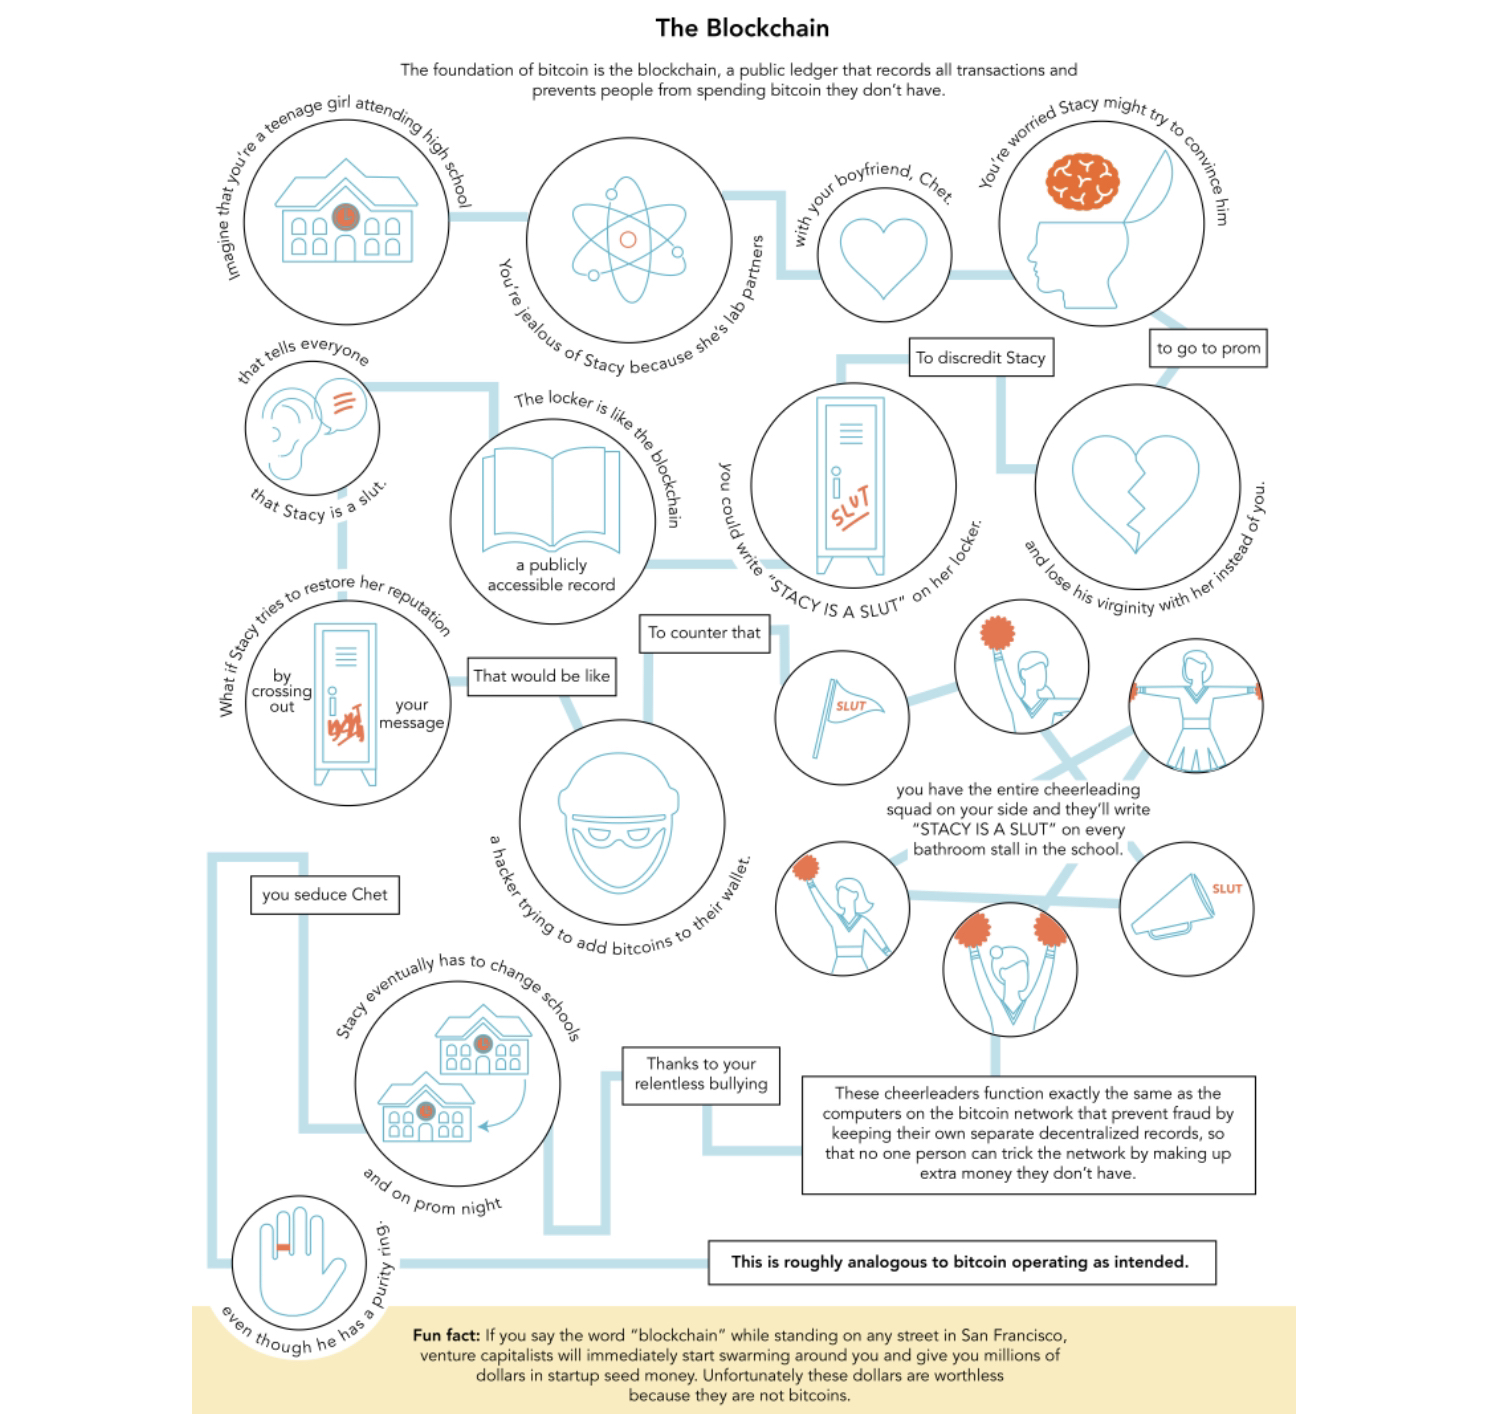 The Blockchain
The foundation of bitcoin is the blockchain, a public ledger that records all transactions and
prevents people from spending bitcoin they don't have.
Imagine that you're a teenage girl attending high school
You're jealous of Stacy because she's lab partners
with your boyfriend, Chet.
You're worried Stacy might try to convince him
to go to prom
and lose his virginity with her instead of you.
To discredit Stacy
you could write "STACY IS A SLUT" on her locker.
SLUT
The locker is like the blockchain
a publicly
accessible record
that tells everyone
that Stacy is a slut.
What if Stacy tries to restore her reputation
by
crossing
out
your
message
That would be like
a hacker trying to add bitcoins to their wallet.
To counter that
SLUT
you have the entire cheerleading
squad on your side and they'll write
"STACY IS A SLUT" on every
bathroom stall in the school.
SLUT
These cheerleaders function exactly the same as the
computers on the bitcoin network that prevent fraud by
keeping their own separate decentralized records, so
that no one person can trick the network by making up
extra money they don't have.
Thanks to your
relentless bullying
Stacy eventually has to change schools
and on prom night
you seduce Chet
even though he has a purity ring.
This is roughly analogous to bitcoin operating as intended.
Fun fact: If you say the word "blockchain" while standing on any street in San Francisco,
venture capitalists will immediately start swarming around you and give you millions of
dollars in startup seed money. Unfortunately these dollars are worthless
because they are not bitcoins.